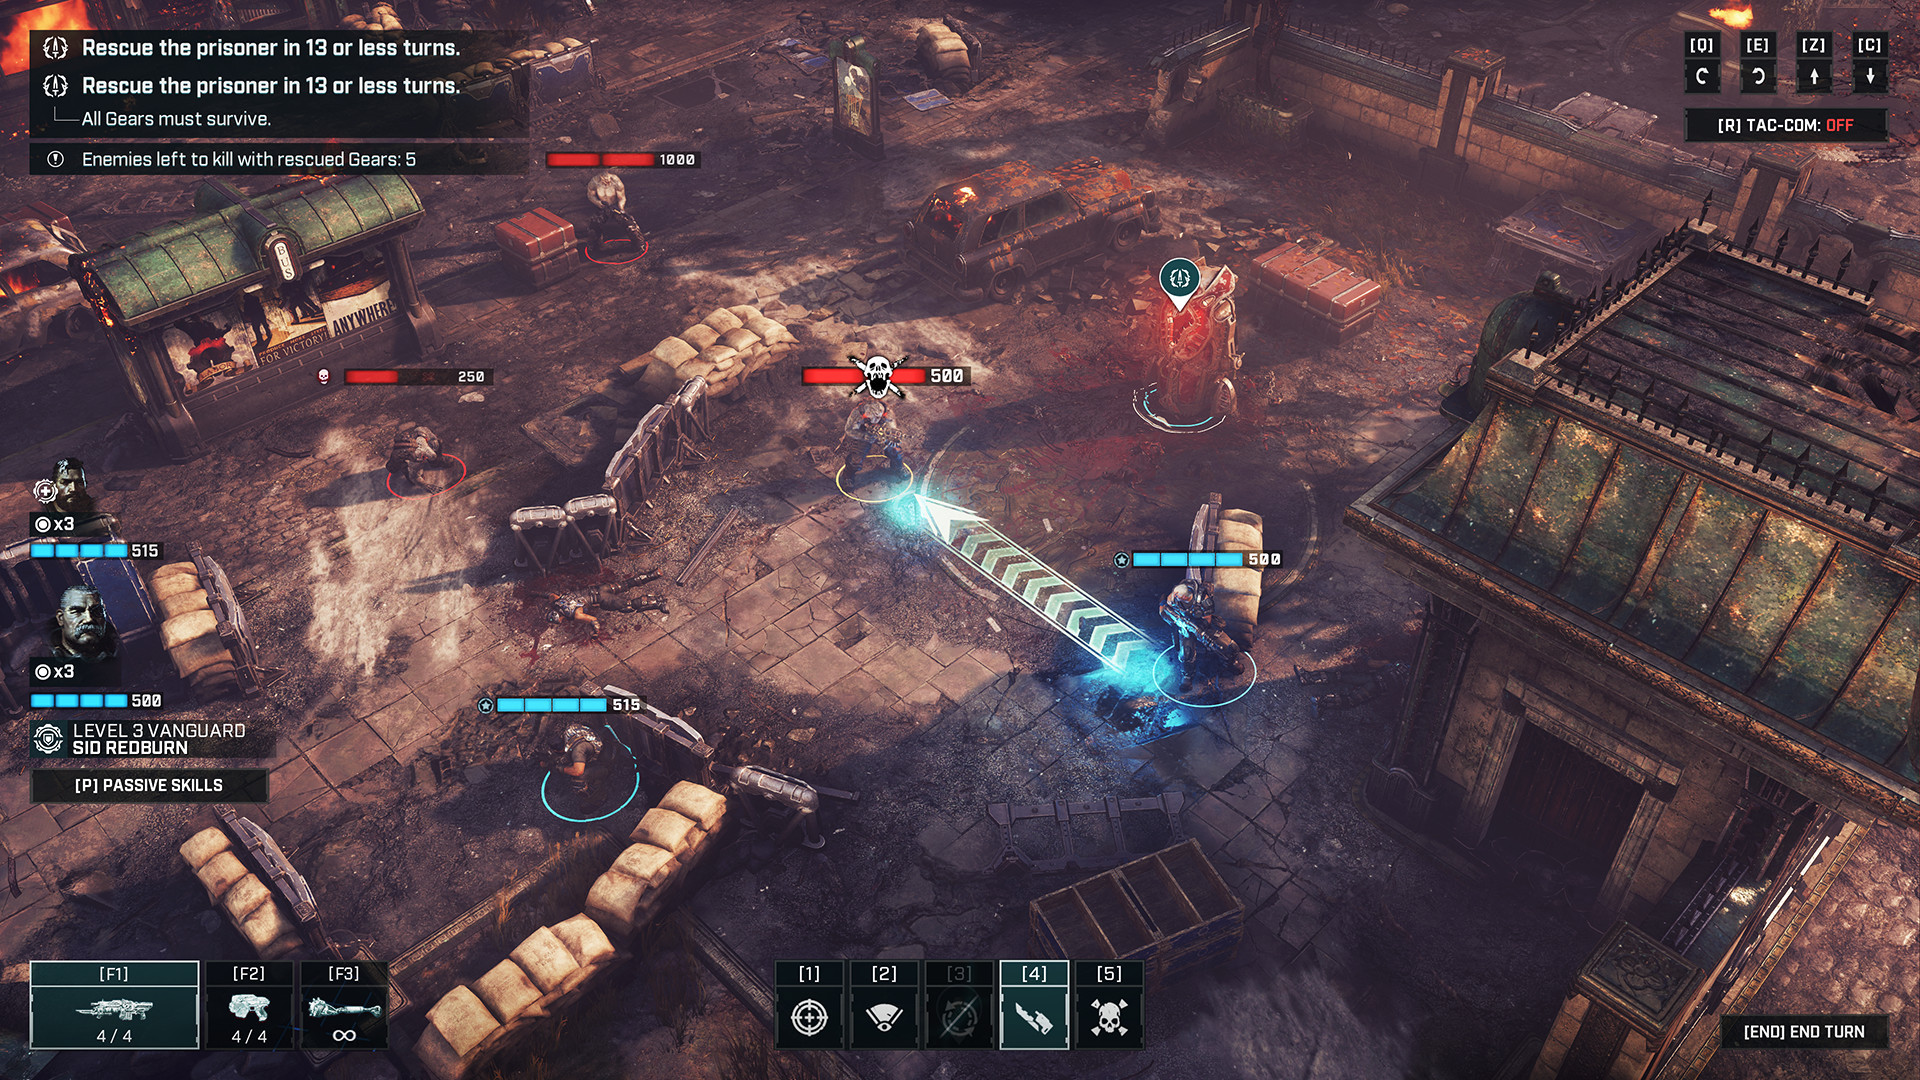 Rescue the prisoner in 13 or less turns.
Rescue the prisoner in 13 or less turns.
All Gears must survive.
Enemies left to kill with rescued Gears: 5
[Q] [E] [Z] [C]
[R] TAC-COM: OFF
1000
BUS
ANYWHERE
FOR VICTORY!
250
500
x3
515
500
x3
500
515
LEVEL 3 VANGUARD
SID REDBURN
[P] PASSIVE SKILLS
[F1] [F2] [F3]
4 / 4 4 / 4 ∞
[1] [2] [3] [4] [5]
[END] END TURN